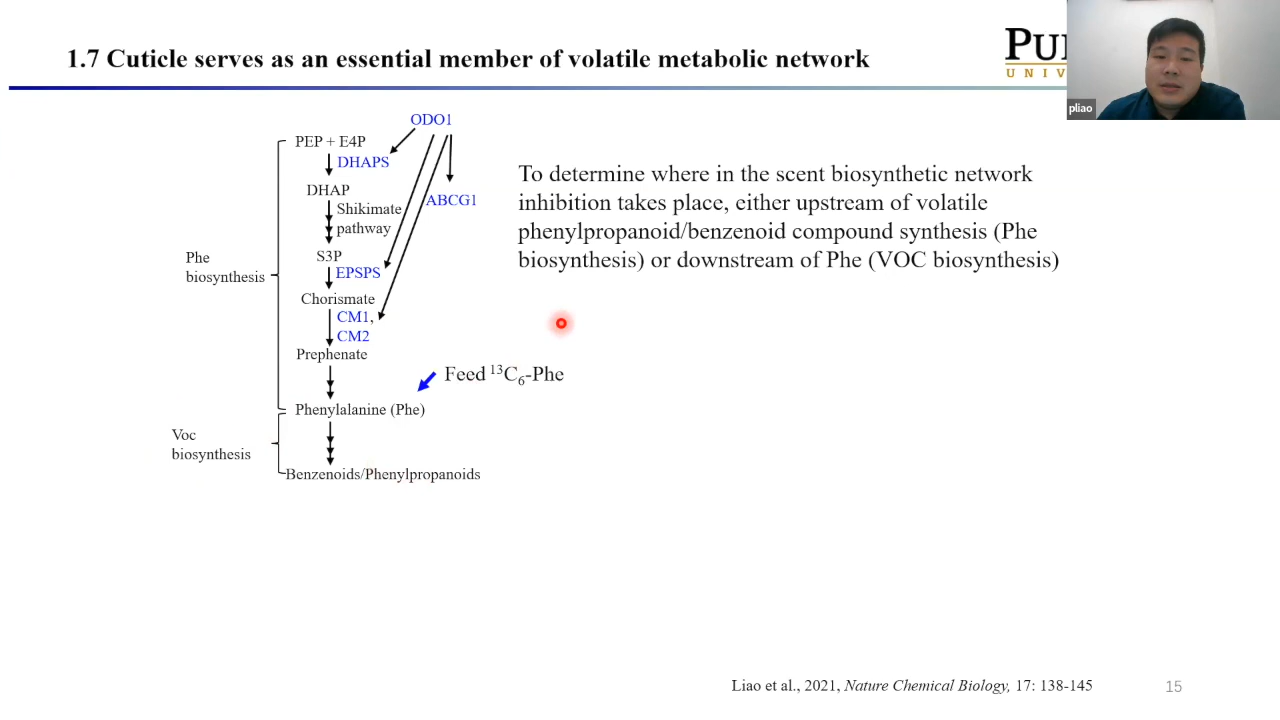 1.7 Cuticle serves as an essential member of volatile metabolic network
PU
UNIV
pliao
ODO1
PEP + E4P
DHAPS
DHAP
ABCG1
Shikimate
pathway
S3P
EPSPS
Phe
biosynthesis
Chorismate
CM1,
CM2
Prephenate
Feed ¹³C₆-Phe
Phenylalanine (Phe)
Voc
biosynthesis
Benzenoids/Phenylpropanoids
To determine where in the scent biosynthetic network
inhibition takes place, either upstream of volatile
phenylpropanoid/benzenoid compound synthesis (Phe
biosynthesis) or downstream of Phe (VOC biosynthesis)
Liao et al., 2021, Nature Chemical Biology, 17: 138-145
15